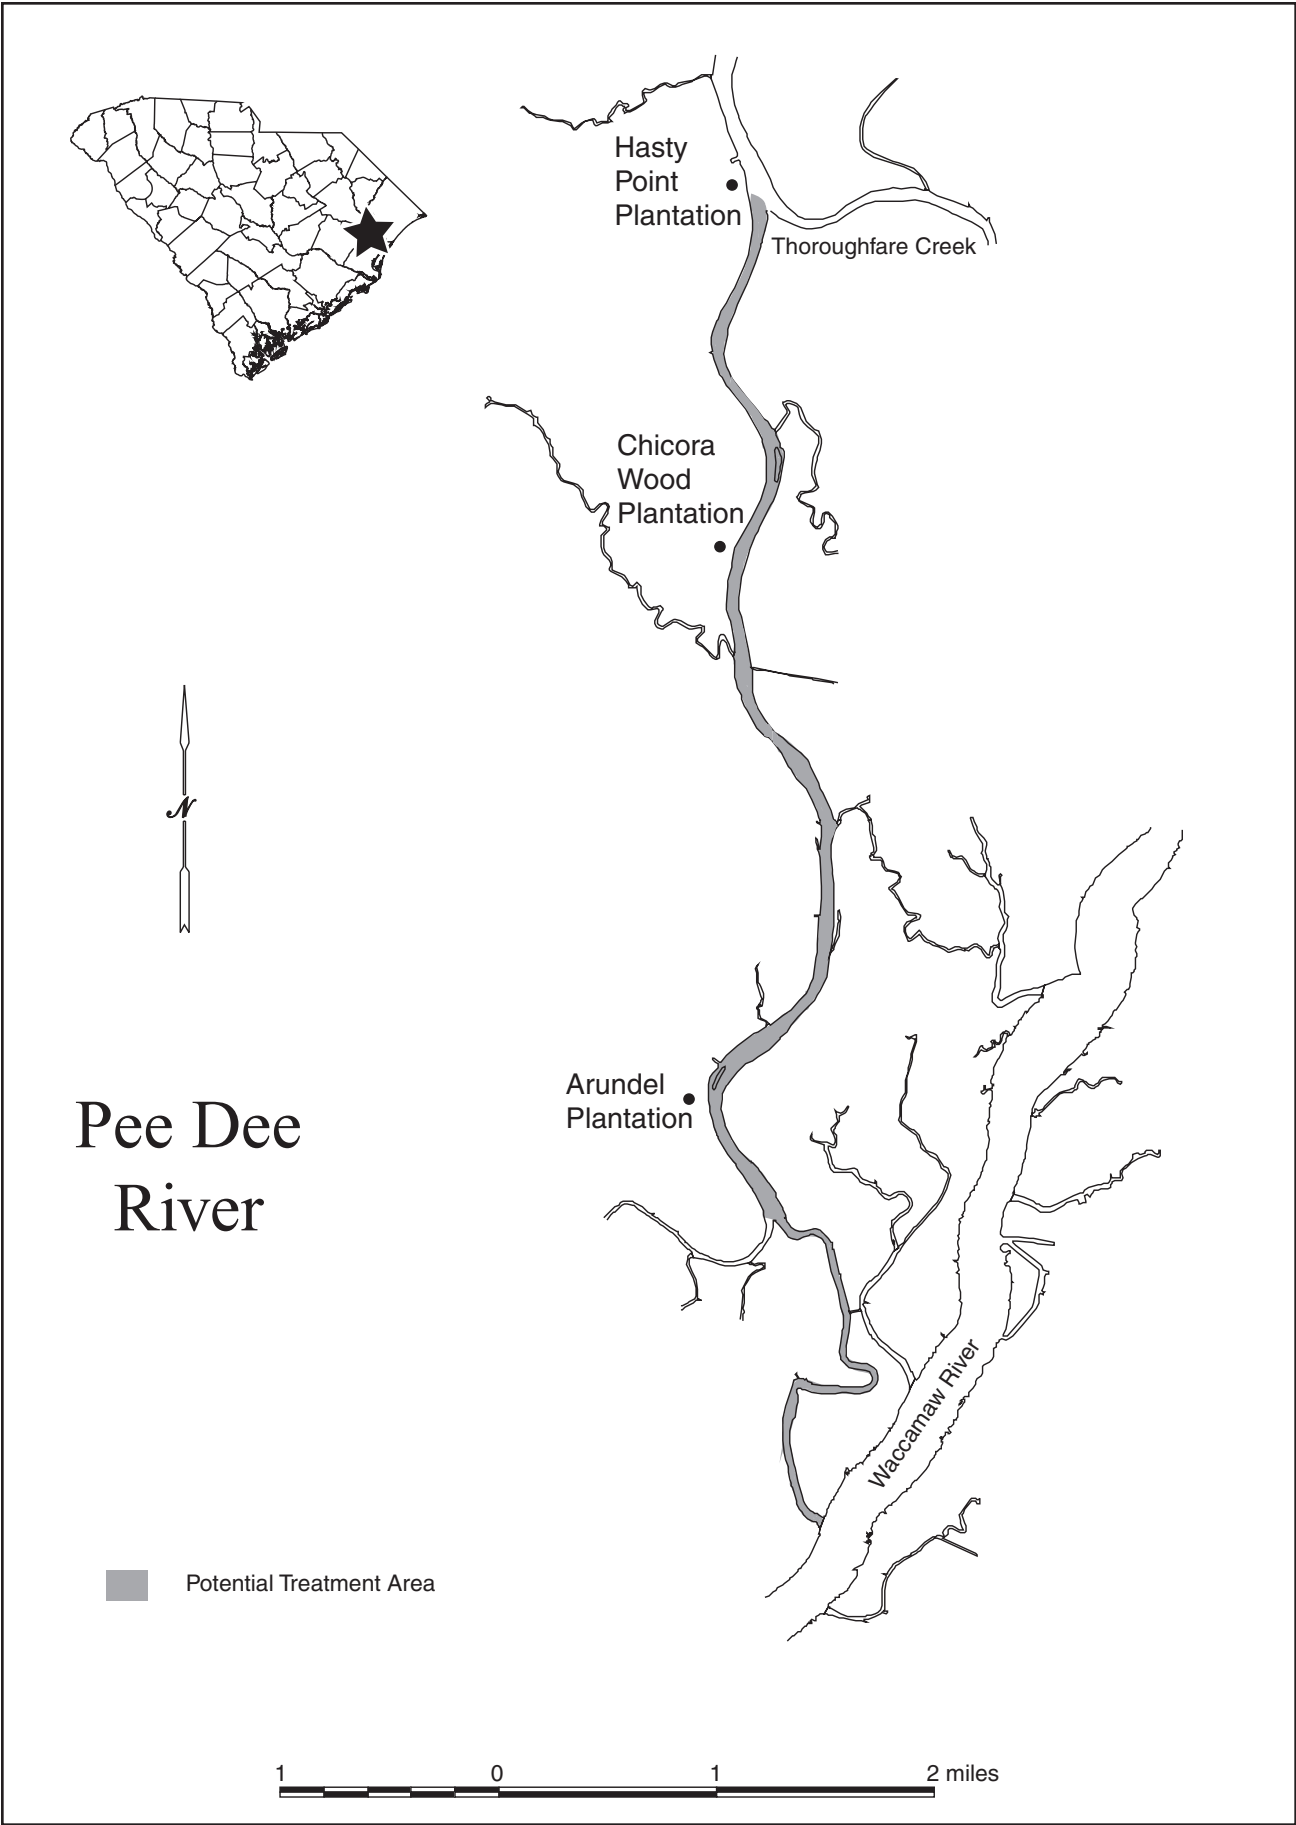 Hasty
Point
Plantation
Thoroughfare Creek
Chicora
Wood
Plantation
N
Arundel
Plantation
Pee Dee
River
Waccamaw River
Potential Treatment Area
1 0 1 2 miles